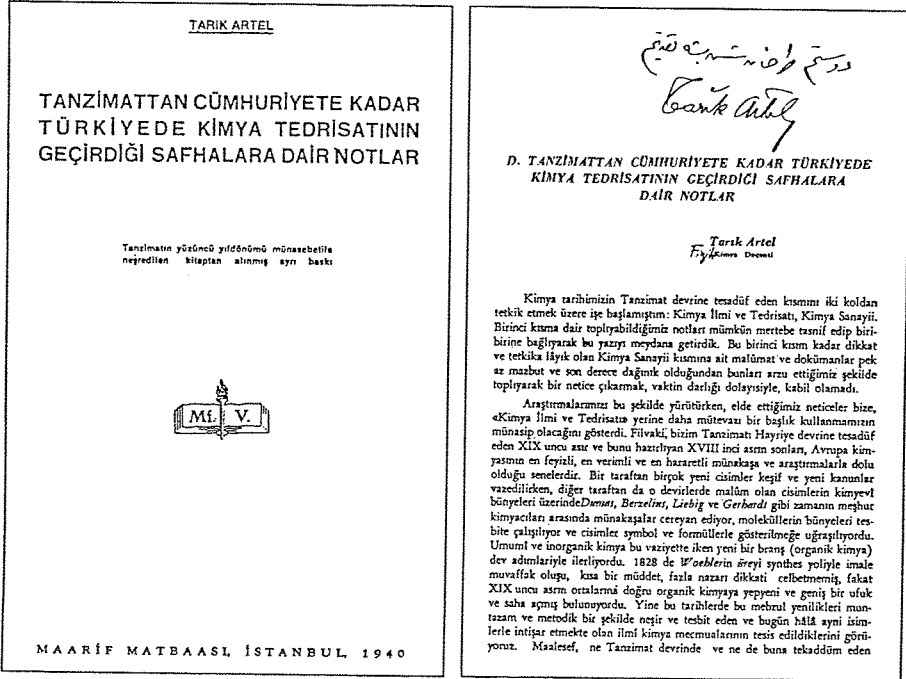 TARIK ARTEL
TANZİMATTAN CÜMHURİYETE KADAR
TÜRKİYEDE KİMYA TEDRİSATININ
GEÇİRDİĞİ SAFHALARA DAİR NOTLAR
Tanzimatın yüzüncü yıldönümü münasebetile
neşredilen kitaptan alınmış ayrı baskı
Mf. V.
MAARİF MATBAASI, İSTANBUL, 1940
Tarık Artel
D. TANZİMATTAN CÜMHURİYETE KADAR TÜRKİYEDE
KİMYA TEDRİSATININ GEÇİRDİĞİ SAFHALARA
DAİR NOTLAR
Tarık Artel
Kimya Doçenti
Kimya tarihimizin Tanzimat devrine tesadüf eden kısmını iki koldan
tetkik etmek üzere işe başlamıştım: Kimya İlmi ve Tedrisatı, Kimya Sanayii.
Birinci kısma dair toplıyabildiğimiz notları mümkün mertebe tasnif edip biri-
birine bağlıyarak bu yazıyı meydana getirdik. Bu birinci kısım kadar dikkat
ve tetkika lâyık olan Kimya Sanayii kısmına ait malûmat ve dokümanlar pek
az mazbut ve son derece dağınık olduğundan bunları arzu ettiğimiz şekilde
toplıyarak bir netice çıkarmak, vaktin darlığı dolayısiyle, kabil olamadı.
Araştırmalarımızı bu şekilde yürütürken, elde ettiğimiz neticeler bize,
«Kimya İlmi ve Tedrisatı» yerine daha mütevazı bir başlık kullanmamızın
münasip olacağını gösterdi. Filvaki, bizim Tanzimatı Hayriye devrine tesadüf
eden XIX uncu asır ve bunu hazırlıyan XVIII inci asrın sonları, Avrupa kim-
yasının en feyizli, en verimli ve en hararetli münakaşa ve araştırmalarla dolu
olduğu senelerdir. Bir taraftan birçok yeni cisimler keşif ve yeni kanunlar
vazedilirken, diğer taraftan da o devirlerde malûm olan cisimlerin kimyevî
bünyeleri üzerinde Dumas, Berzelius, Liebig ve Gerhardt gibi zamanın meşhur
kimyacıları arasında münakaşalar cereyan ediyor, moleküllerin bünyeleri tes-
bite çalışılıyor ve cisimler symbol ve formüllerle gösterilmeğe uğraşılıyordu.
Umumî ve inorganik kimya bu vaziyette iken yeni bir branş (organik kimya)
dev adımlariyle ilerliyordu. 1828 de Woehlerin üreyi synthes yoliyle imale
muvaffak oluşu, kısa bir müddet, fazla nazarı dikkati celbetmemiş, fakat
XIX uncu asrın ortalarına doğru organik kimyaya yepyeni ve geniş bir ufuk
ve saha açmış bulunuyordu. Yine bu tarihlerde bu mebzul yenilikleri mun-
tazam ve metodik bir şekilde neşir ve tesbit eden ve bugün hâlâ ayni isim-
lerle intişar etmekte olan ilmî kimya mecmualarının tesis edildiklerini görü-
yoruz. Maalesef, ne Tanzimat devrinde ve ne de buna tekaddüm eden